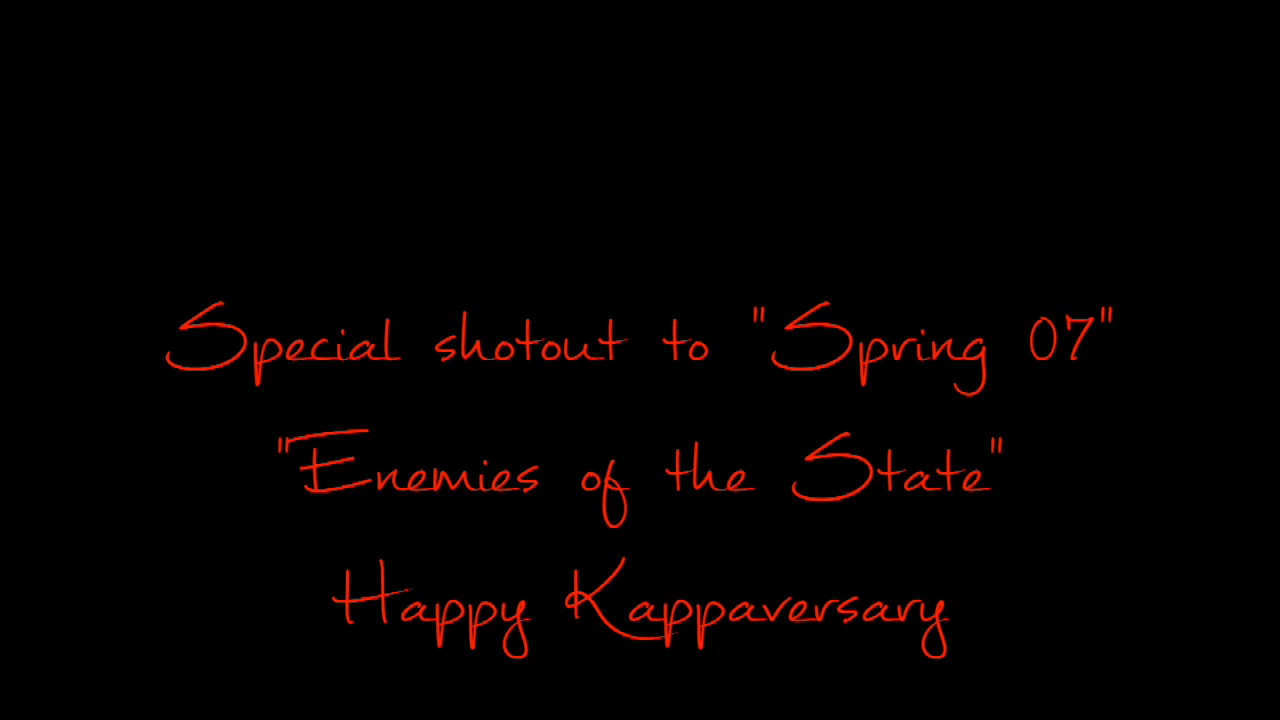 Special shotout to "Spring 07"
"Enemies of the State"
Happy Kappaversary